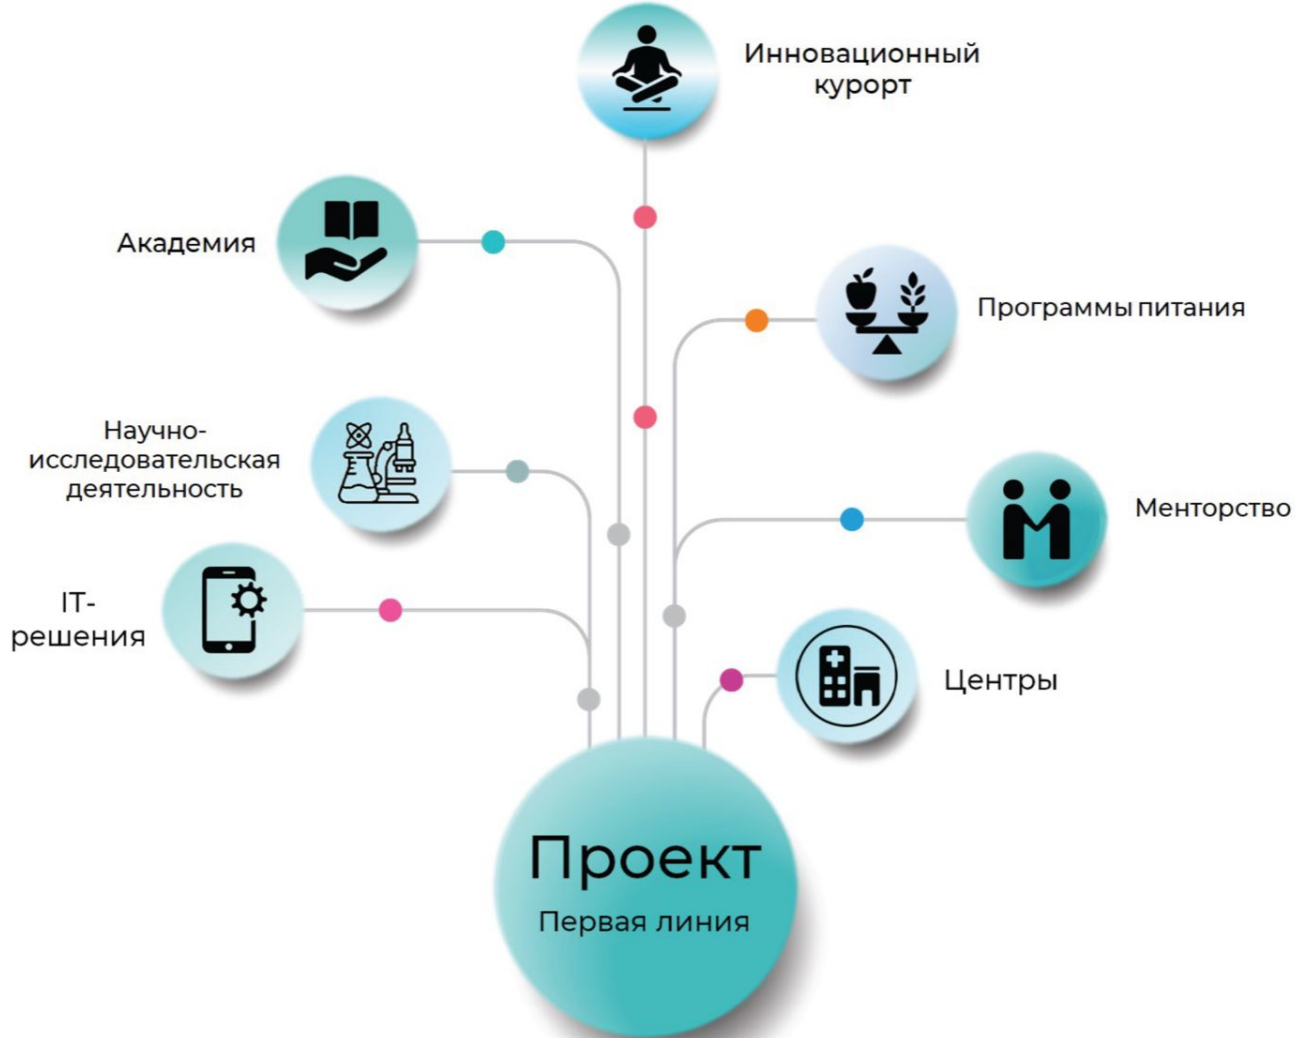 Инновационный
курорт
Академия
Программы питания
Научно-
исследовательская
деятельность
Менторство
IT-
решения
Центры
Проект
Первая линия